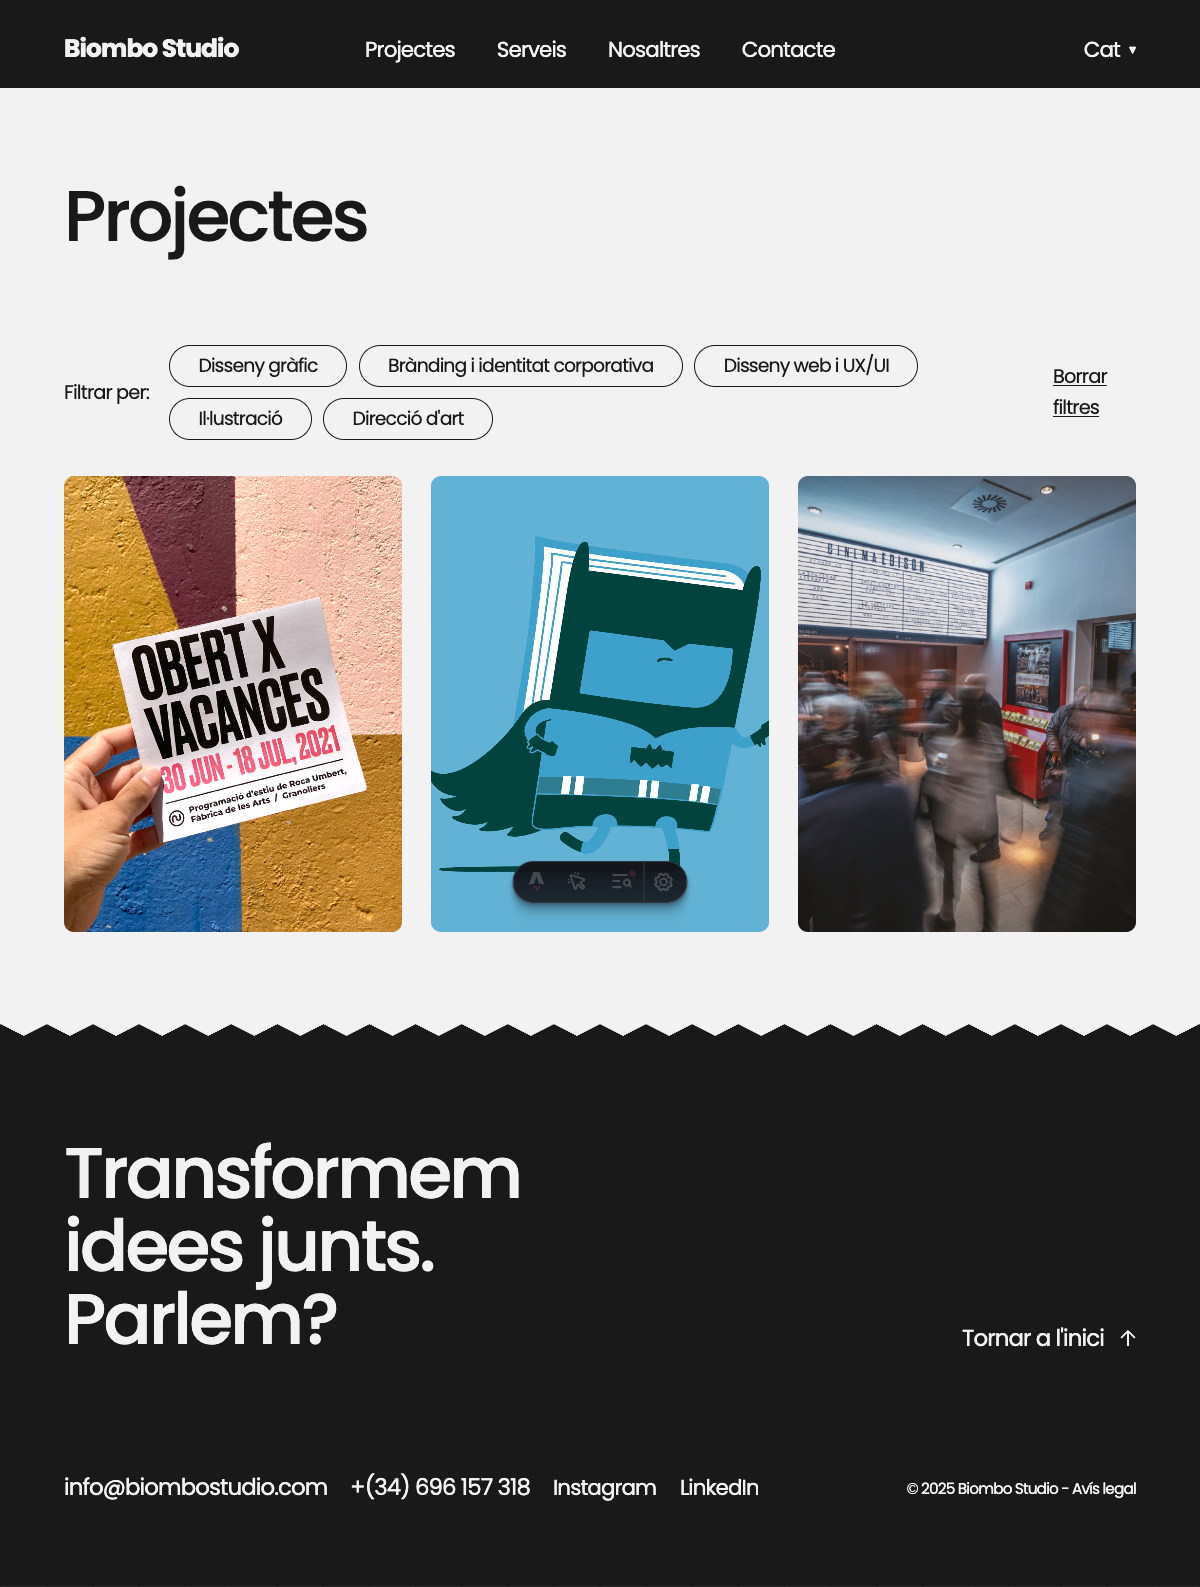 Biombo Studio
Projectes
Serveis
Nosaltres
Contacte
Cat
Projectes
Filtrar per:
Disseny gràfic
Brànding i identitat corporativa
Disseny web i UX/UI
Il·lustració
Direcció d'art
Borrar
filtres
OBERT X
VACANCES
30 JUN - 18 JUL, 2021
Programació d'estiu de Roca Umbert,
Fàbrica de les Arts / Granollers
CINEMA EDISON
Transformem
idees junts.
Parlem?
Tornar a l'inici
info@biombostudio.com
+(34) 696 157 318
Instagram
LinkedIn
© 2025 Biombo Studio - Avís legal